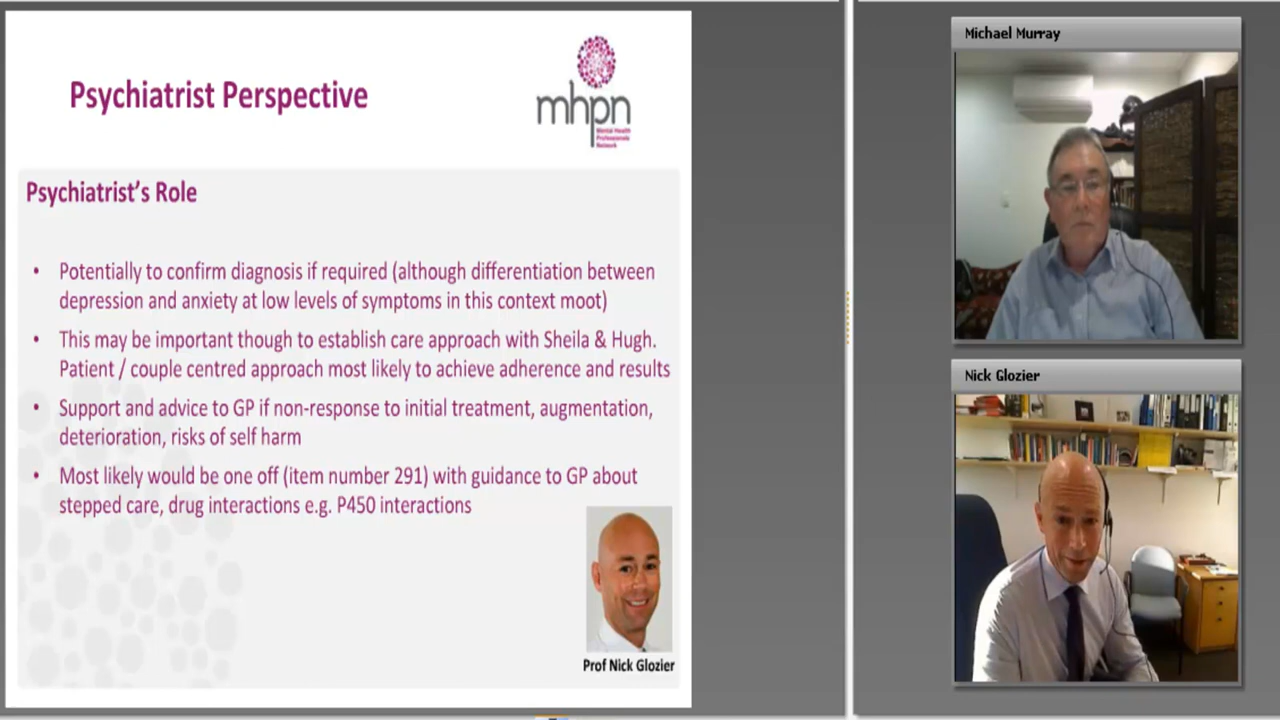 Psychiatrist Perspective
mhpn
Mental Health
Professionals
Network
Psychiatrist's Role
• Potentially to confirm diagnosis if required (although differentiation between
depression and anxiety at low levels of symptoms in this context moot)
• This may be important though to establish care approach with Sheila & Hugh.
Patient / couple centred approach most likely to achieve adherence and results
• Support and advice to GP if non-response to initial treatment, augmentation,
deterioration, risks of self harm
• Most likely would be one off (item number 291) with guidance to GP about
stepped care, drug interactions e.g. P450 interactions
Prof Nick Glozier
Michael Murray
Nick Glozier